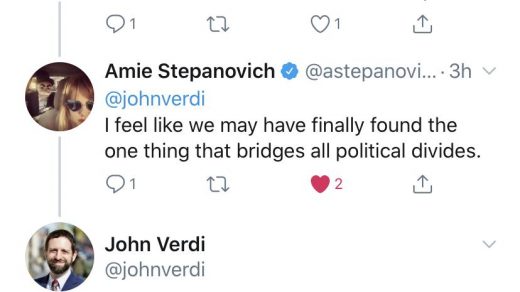 1 1
Amie Stepanovich @astepanovi... · 3h
@johnverdi
I feel like we may have finally found the
one thing that bridges all political divides.
1 2
John Verdi
@johnverdi